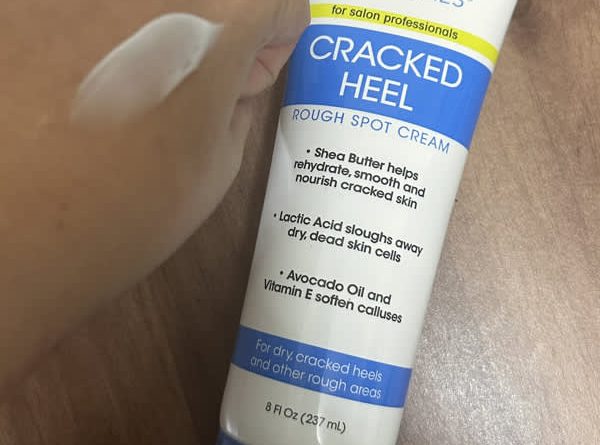 for salon professionals
CRACKED
HEEL
ROUGH SPOT CREAM
• Shea Butter helps
rehydrate, smooth and
nourish cracked skin
• Lactic Acid sloughs away
dry, dead skin cells
• Avocado Oil and
Vitamin E soften calluses
For dry, cracked heels
and other rough areas
8 Fl Oz (237 mL)